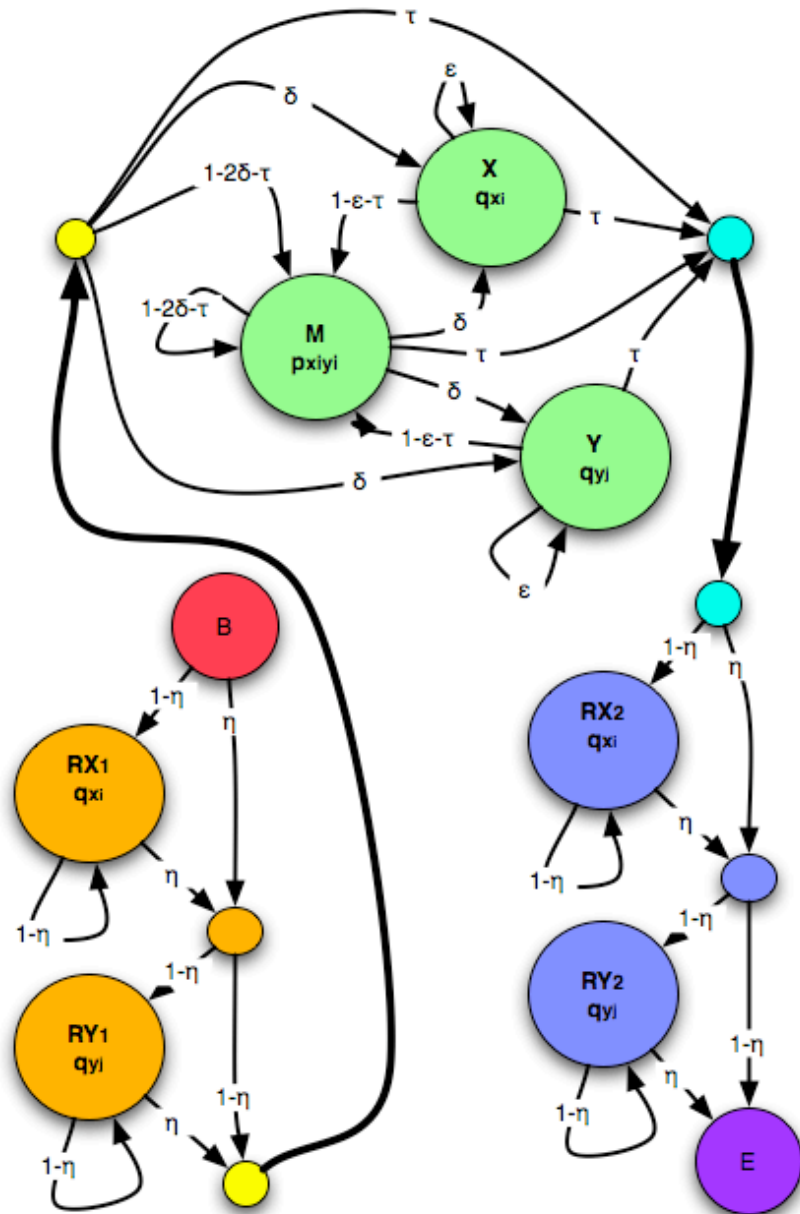 τ
ε
δ
X
qxi
1-2δ-τ
1-ε-τ
τ
1-2δ-τ
M
pxiyi
δ
τ
τ
δ
1-ε-τ
Y
qyj
δ
ε
B
1-η
η
1-η
η
RX1
qxi
RX2
qxi
η
η
1-η
1-η
1-η
1-η
RY1
qyj
RY2
qyj
1-η
1-η
η
η
1-η
1-η
E